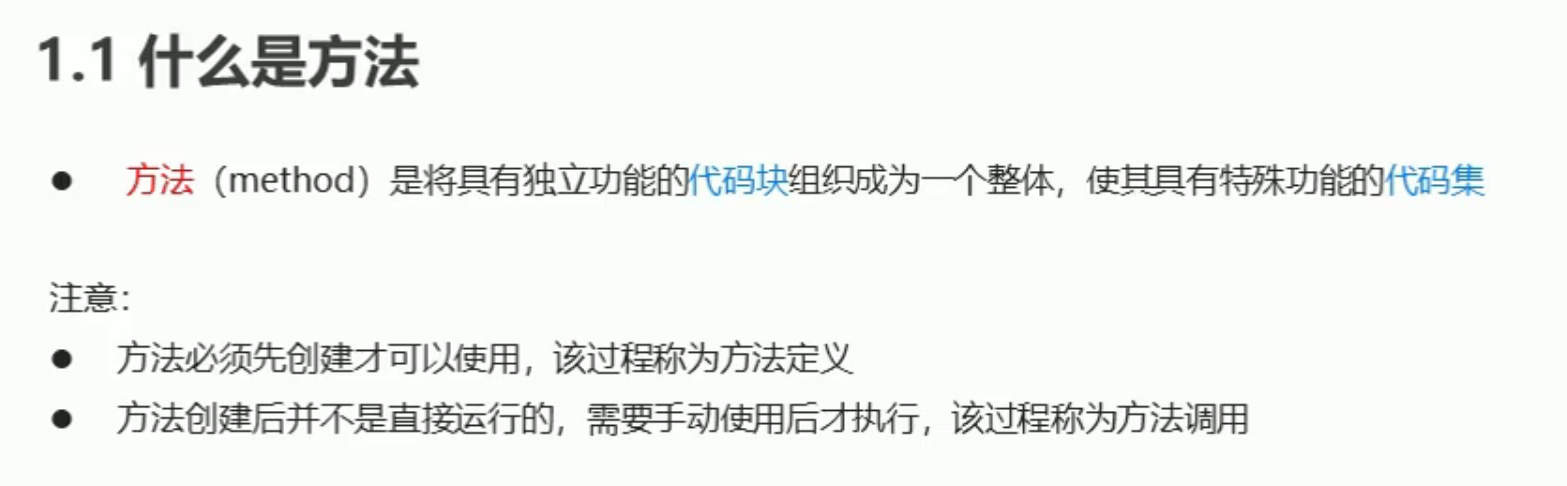 1.1 什么是方法
● 方法（method）是将具有独立功能的代码块组织成为一个整体，使其具有特殊功能的代码集
注意：
● 方法必须先创建才可以使用，该过程称为方法定义
● 方法创建后并不是直接运行的，需要手动使用后才执行，该过程称为方法调用